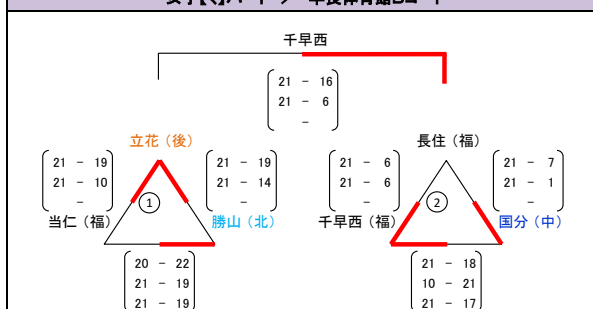 千早西
21 - 16
21 - 6
-
立花（後）
長住（福）
21 - 19
21 - 10
-
21 - 19
21 - 14
-
21 - 6
21 - 6
-
21 - 7
21 - 1
-
①
②
当仁（福）
勝山（北）
千早西（福）
国分（中）
20 - 22
21 - 19
21 - 19
21 - 18
10 - 21
21 - 17